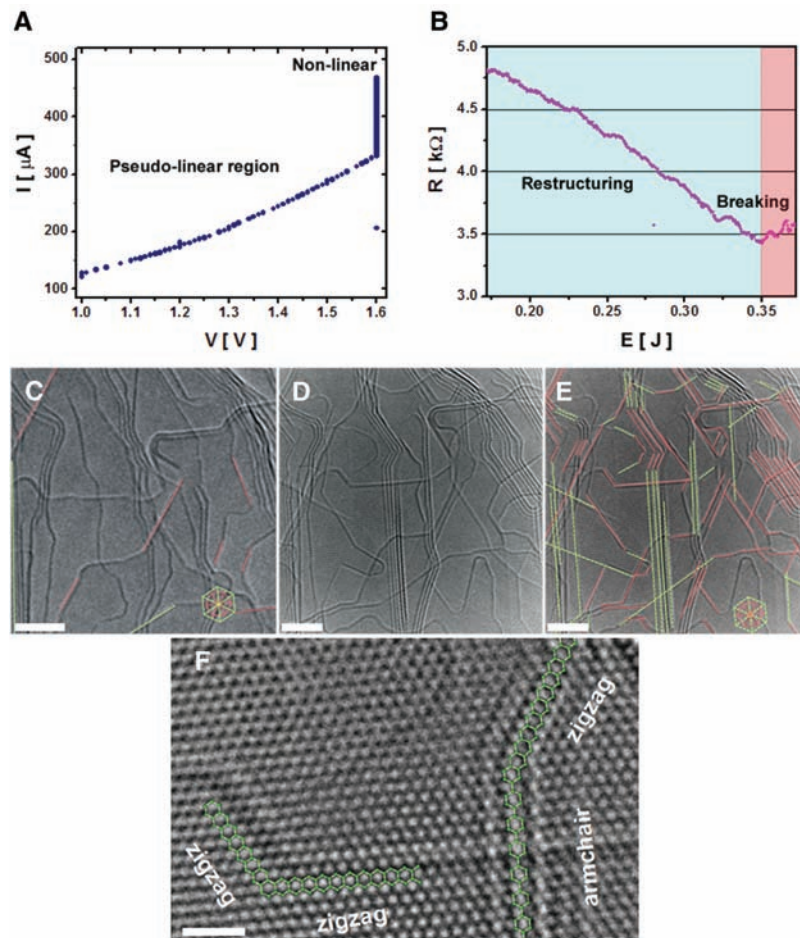 A
500
400
300
200
100
I [ μA ]
Non-linear
Pseudo-linear region
1.0 1.1 1.2 1.3 1.4 1.5 1.6
V [ V ]
B
5.0
4.5
4.0
3.5
3.0
R [ kΩ ]
Restructuring
Breaking
0.20 0.25 0.30 0.35
E [ J ]
C
D
E
F
zigzag
zigzag
zigzag
armchair